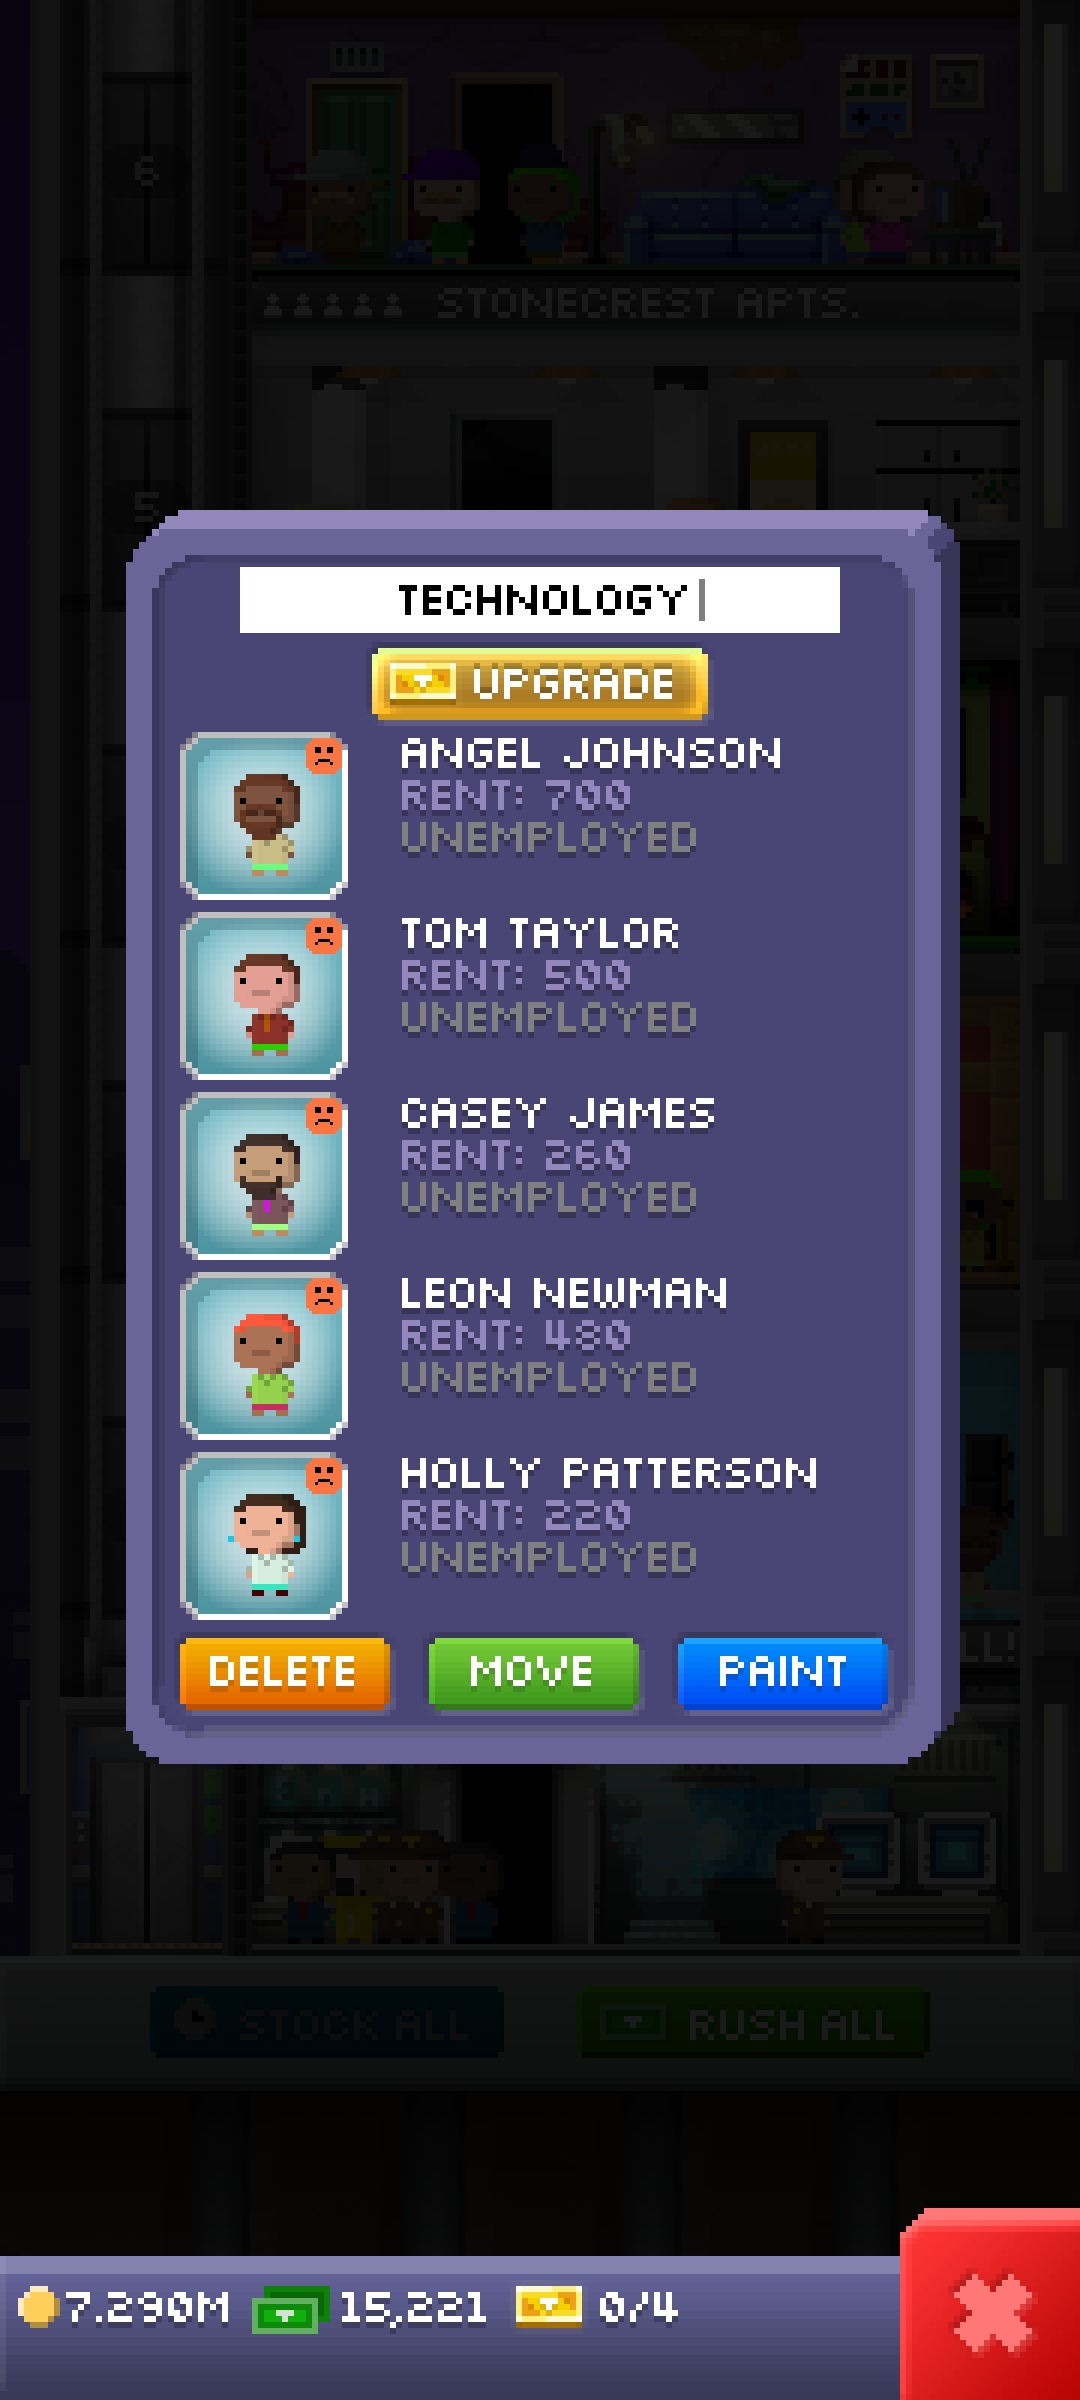 6
STONECREST APTS.
5
TECHNOLOGY
UPGRADE
ANGEL JOHNSON
RENT: 700
UNEMPLOYED
TOM TAYLOR
RENT: 500
UNEMPLOYED
CASEY JAMES
RENT: 260
UNEMPLOYED
LEON NEWMAN
RENT: 480
UNEMPLOYED
HOLLY PATTERSON
RENT: 220
UNEMPLOYED
DELETE MOVE PAINT
STOCK ALL RUSH ALL
7.290M 15,221 0/4